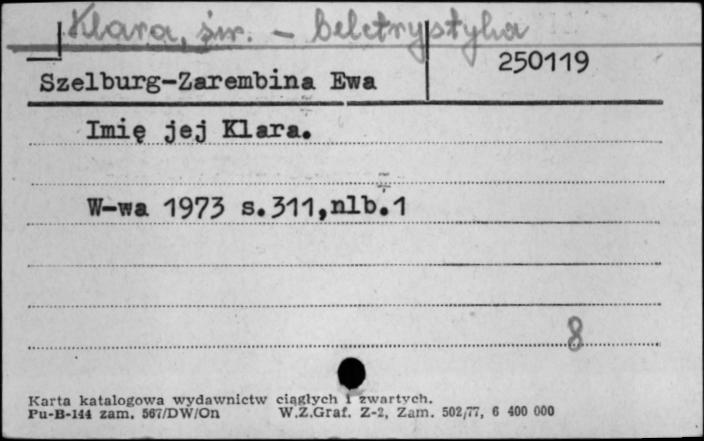 Klara, św. - beletrystyka
250119
Szelburg-Zarembina Ewa
Imię jej Klara.
W-wa 1973 s.311,nlb.1
8
Karta katalogowa wydawnictw ciągłych i zwartych.
Pu-B-144 zam. 567/DW/On W.Z.Graf. Z-2, Zam. 502/77, 6 400 000